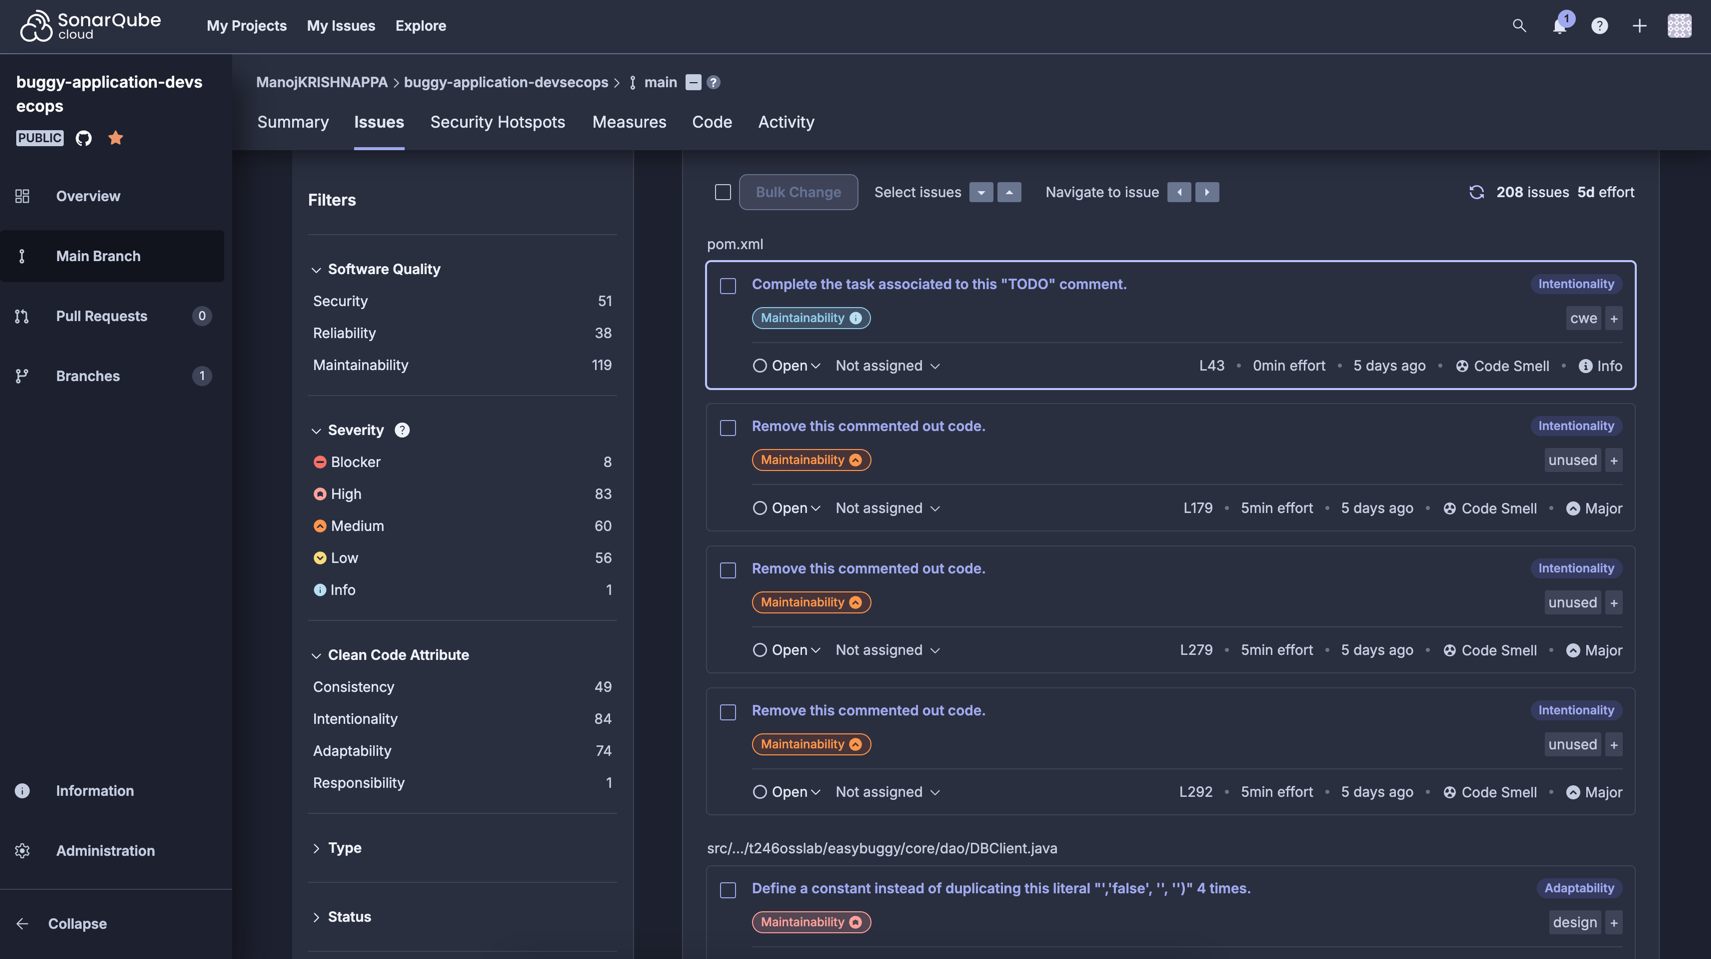 SonarQube cloud
My Projects My Issues Explore
1
buggy-application-devs
ecops
PUBLIC
Overview
Main Branch
Pull Requests 0
Branches 1
Information
Administration
Collapse
ManojKRISHNAPPA > buggy-application-devsecops > main
Summary Issues Security Hotspots Measures Code Activity
Filters
Software Quality
Security 51
Reliability 38
Maintainability 119
Severity ?
Blocker 8
High 83
Medium 60
Low 56
Info 1
Clean Code Attribute
Consistency 49
Intentionality 84
Adaptability 74
Responsibility 1
Type
Status
Bulk Change Select issues Navigate to issue 208 issues 5d effort
pom.xml
Complete the task associated to this "TODO" comment. Intentionality
Maintainability cwe +
Open Not assigned L43 • 0min effort • 5 days ago • Code Smell • Info
Remove this commented out code. Intentionality
Maintainability unused +
Open Not assigned L179 • 5min effort • 5 days ago • Code Smell • Major
Remove this commented out code. Intentionality
Maintainability unused +
Open Not assigned L279 • 5min effort • 5 days ago • Code Smell • Major
Remove this commented out code. Intentionality
Maintainability unused +
Open Not assigned L292 • 5min effort • 5 days ago • Code Smell • Major
src/.../t246osslab/easybuggy/core/dao/DBClient.java
Define a constant instead of duplicating this literal "','false', '', '')" 4 times. Adaptability
Maintainability design +